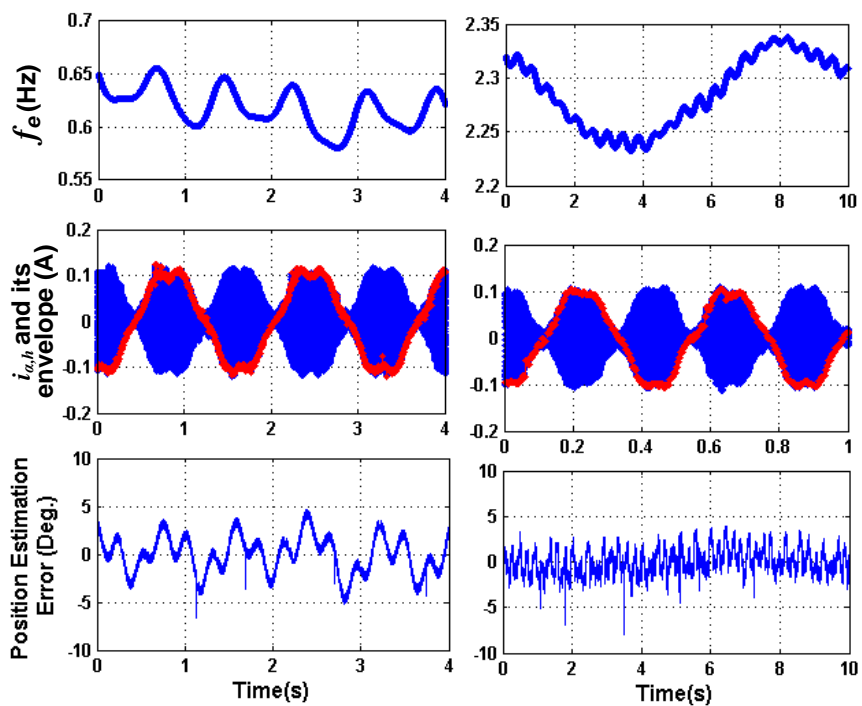 0.7
0.65
0.6
0.55
0 1 2 3 4
fe (Hz)
2.35
2.3
2.25
2.2
0 2 4 6 8 10
0.2
0.1
0
-0.1
-0.2
0 1 2 3 4
ia,h and its
envelope (A)
0.2
0.1
0
-0.1
-0.2
0 0.2 0.4 0.6 0.8 1
10
5
0
-5
-10
0 1 2 3 4
Position Estimation
Error (Deg.)
Time(s)
10
5
0
-5
-10
0 2 4 6 8 10
Time(s)